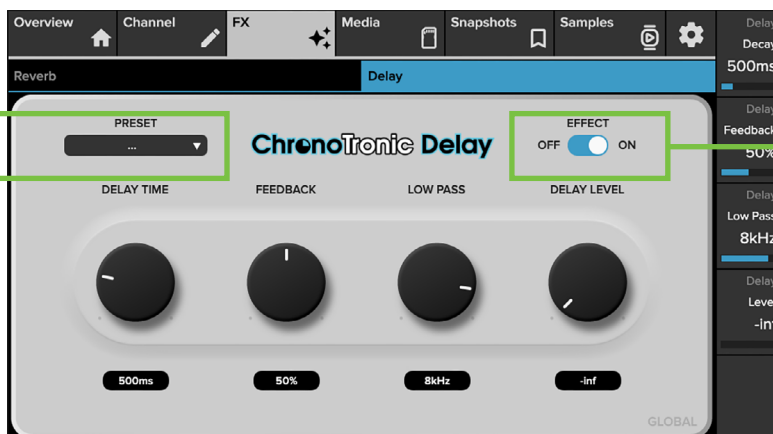 Overview
Channel
FX
Media
Snapshots
Samples
Reverb
Delay
PRESET
...
ChronoTronic Delay
EFFECT
OFF
ON
DELAY TIME
FEEDBACK
LOW PASS
DELAY LEVEL
500ms
50%
8kHz
-inf
GLOBAL
Delay
Decay
500ms
Delay
Feedback
50%
Delay
Low Pass
8kHz
Delay
Level
-inf